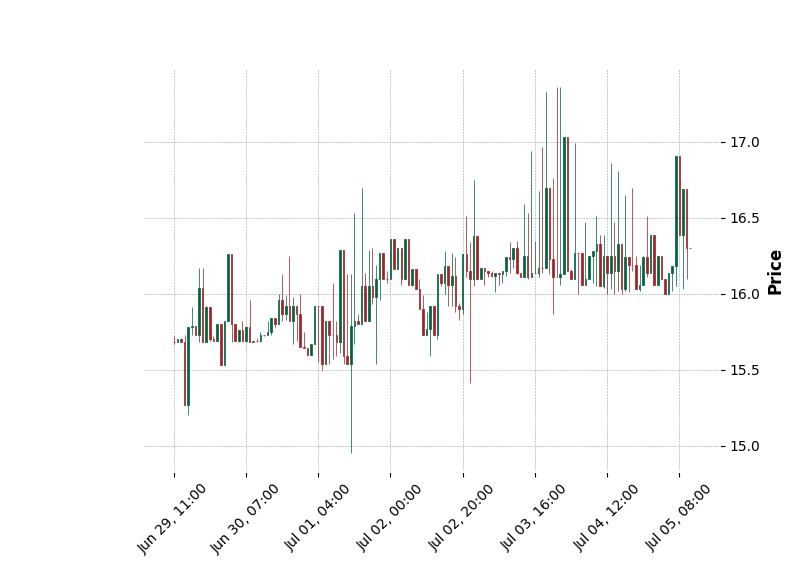 17.0
16.5
16.0
15.5
15.0
Price
Jun 29, 11:00
Jun 30, 07:00
Jul 01, 04:00
Jul 02, 00:00
Jul 02, 20:00
Jul 03, 16:00
Jul 04, 12:00
Jul 05, 08:00